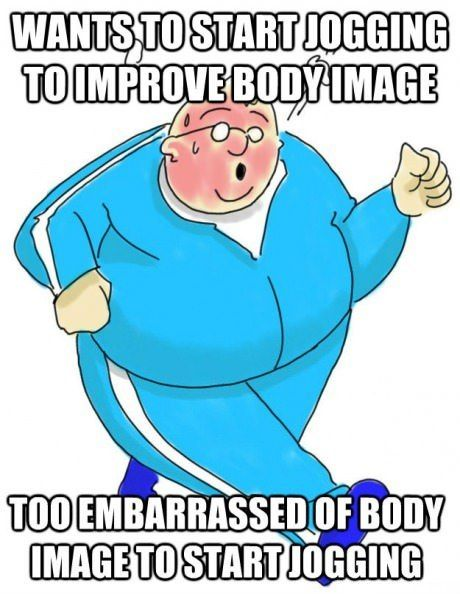 WANTS TO START JOGGING
TO IMPROVE BODY IMAGE
TOO EMBARRASSED OF BODY
IMAGE TO START JOGGING